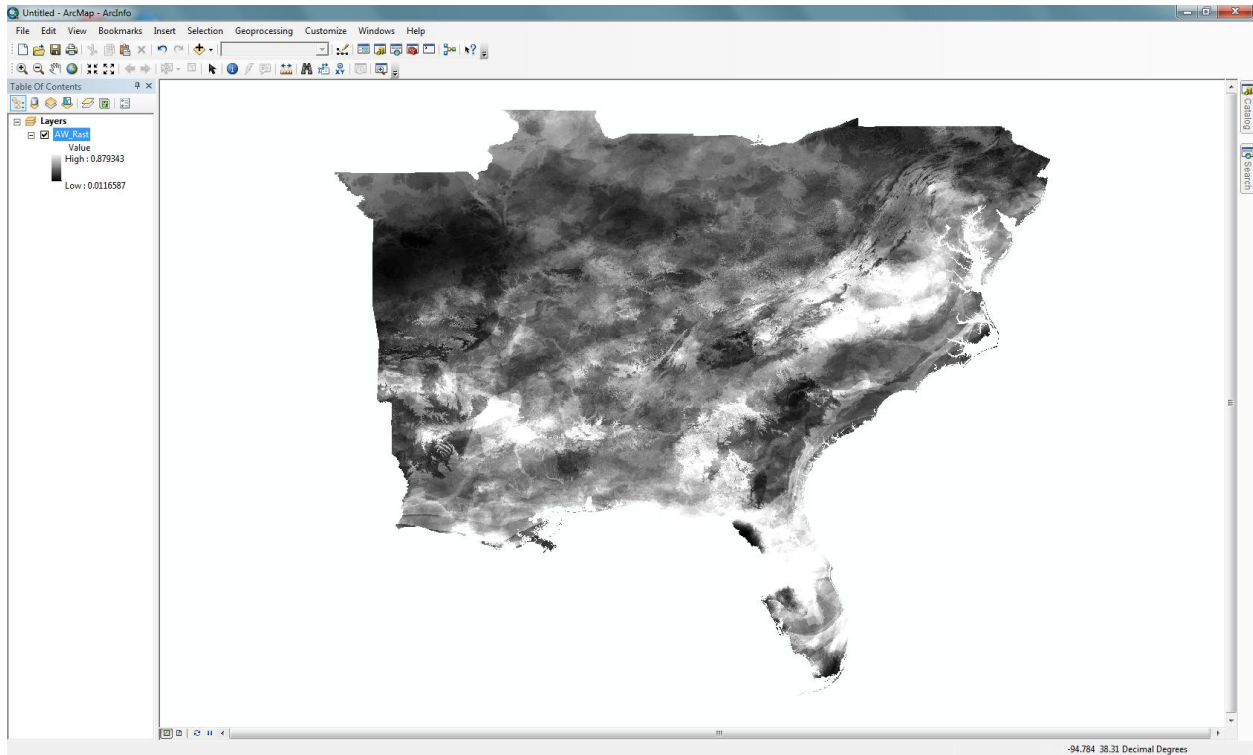 Untitled - ArcMap - ArcInfo
File Edit View Bookmarks Insert Selection Geoprocessing Customize Windows Help
Table Of Contents
Layers
AW_Rast
Value
High : 0.879343
Low : 0.0116587
Catalog
Search
-94.784 38.31 Decimal Degrees